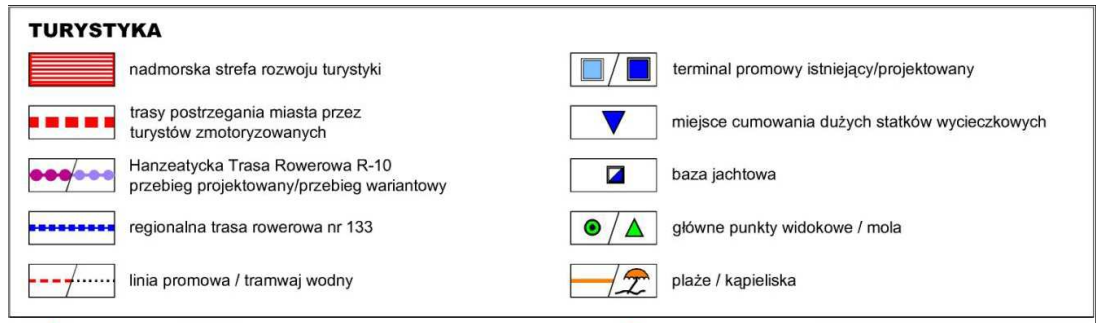 TURYSTYKA
nadmorska strefa rozwoju turystyki
trasy postrzegania miasta przez
turystów zmotoryzowanych
Hanzeatycka Trasa Rowerowa R-10
przebieg projektowany/przebieg wariantowy
regionalna trasa rowerowa nr 133
linia promowa / tramwaj wodny
terminal promowy istniejący/projektowany
miejsce cumowania dużych statków wycieczkowych
baza jachtowa
główne punkty widokowe / mola
plaże / kąpieliska